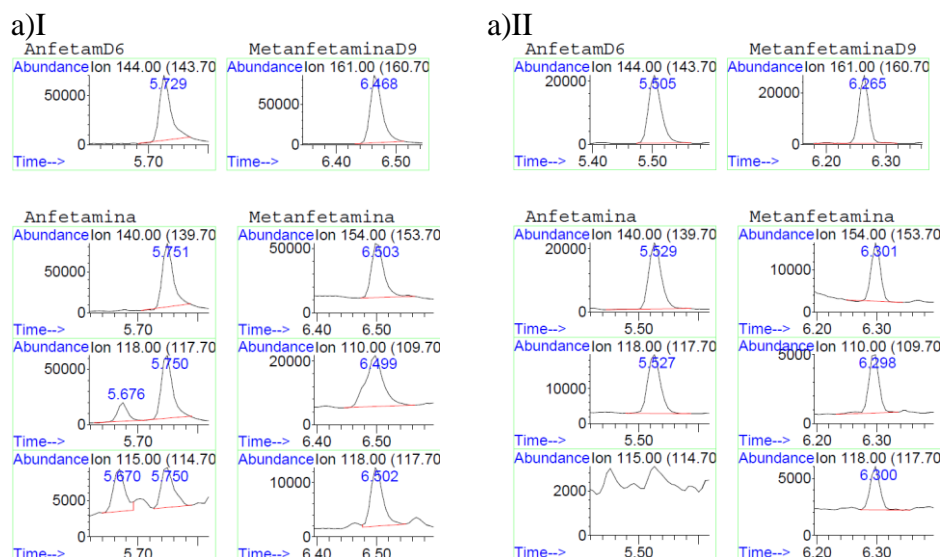 a)I
AnfetamD6
MetanfetaminaD9
Abundance Ion 144.00 (143.70
5.729
50000
0
5.70
Time-->
Abundance Ion 161.00 (160.70
6.468
50000
0
6.40 6.50
Time-->
Anfetamina
Metanfetamina
Abundance Ion 140.00 (139.70
5.751
50000
0
5.70
Time-->
Abundance Ion 154.00 (153.70
6.503
50000
0
6.40 6.50
Time-->
Abundance Ion 118.00 (117.70
5.750
5.676
50000
0
5.70
Time-->
Abundance Ion 110.00 (109.70
6.499
20000
0
6.40 6.50
Time-->
Abundance Ion 115.00 (114.70
5.670 5.750
5000
0
5.70
Time-->
Abundance Ion 118.00 (117.70
6.502
10000
5000
0
6.40 6.50
Time-->
a)II
AnfetamD6
MetanfetaminaD9
Abundance Ion 144.00 (143.70
5.505
20000
0
5.40 5.50
Time-->
Abundance Ion 161.00 (160.70
6.265
20000
0
6.20 6.30
Time-->
Anfetamina
Metanfetamina
Abundance Ion 140.00 (139.70
5.529
20000
0
5.50
Time-->
Abundance Ion 154.00 (153.70
6.301
10000
0
6.20 6.30
Time-->
Abundance Ion 118.00 (117.70
5.527
10000
0
5.50
Time-->
Abundance Ion 110.00 (109.70
6.298
5000
0
6.20 6.30
Time-->
Abundance Ion 115.00 (114.70
2000
0
5.50
Time-->
Abundance Ion 118.00 (117.70
6.300
5000
0
6.20 6.30
Time-->